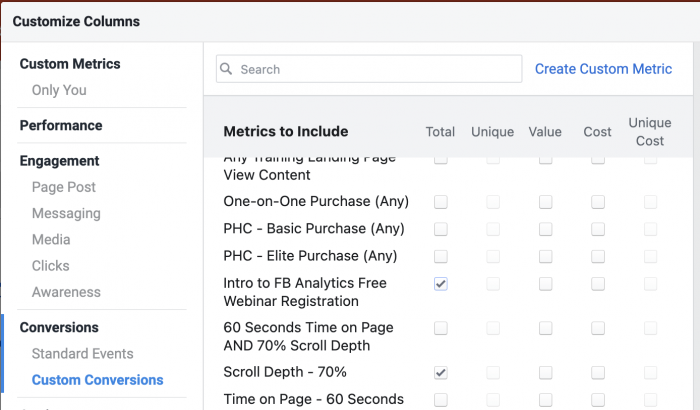 Customize Columns
Custom Metrics
Only You
Performance
Engagement
Page Post
Messaging
Media
Clicks
Awareness
Conversions
Standard Events
Custom Conversions
Search
Create Custom Metric
Metrics to Include
Total
Unique
Value
Cost
Unique
Cost
Any Training Landing Page
View Content
One-on-One Purchase (Any)
PHC - Basic Purchase (Any)
PHC - Elite Purchase (Any)
Intro to FB Analytics Free
Webinar Registration
60 Seconds Time on Page
AND 70% Scroll Depth
Scroll Depth - 70%
Time on Page - 60 Seconds